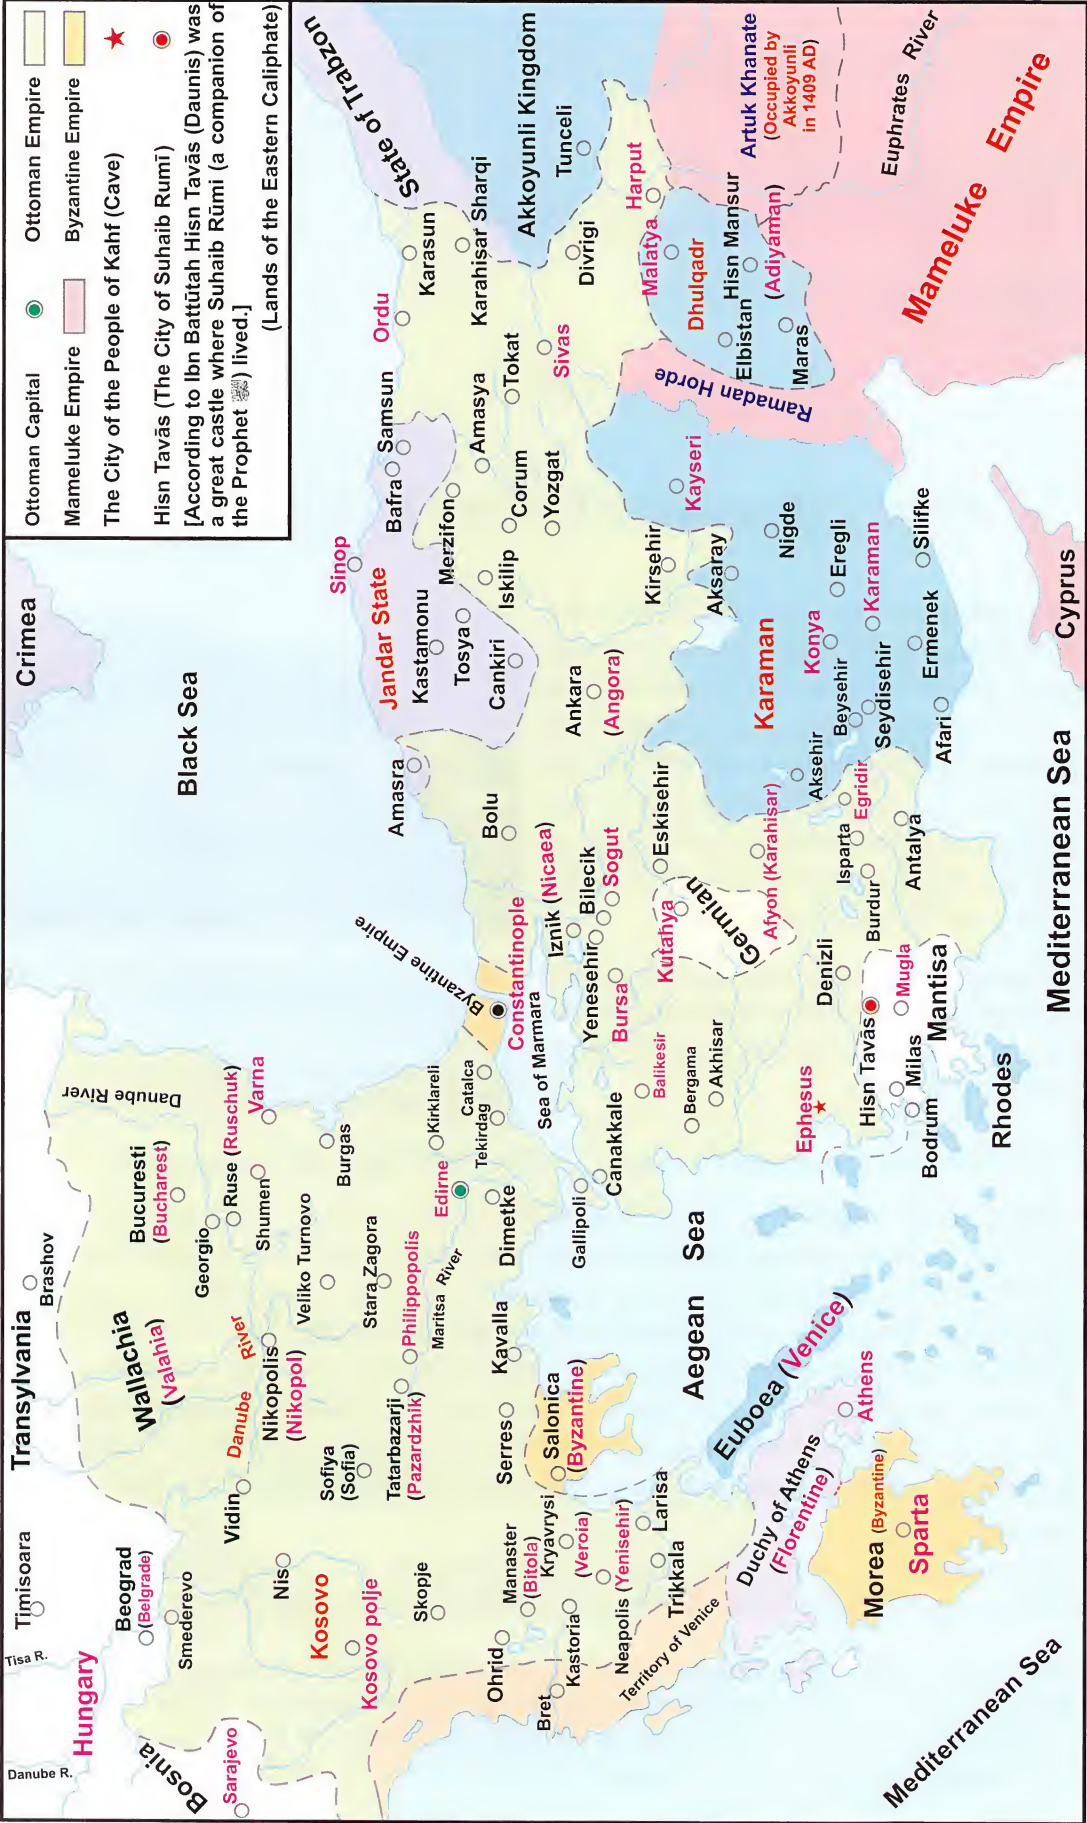 Ottoman Capital
Ottoman Empire
Mameluke Empire
Byzantine Empire
The City of the People of Kahf (Cave)
Hisn Tavās (The City of Suhaib Rumī)
[According to Ibn Battūtah Hisn Tavās (Daunis) was
a great castle where Suhaib Rūmī (a companion of
the Prophet ﷺ) lived.]
(Lands of the Eastern Caliphate)
Danube R.
Tisa R.
Hungary
Timisoara
Transylvania
Brashov
Crimea
Bosnia
Sarajevo
Beograd
(Belgrade)
Smederevo
Wallachia
(Valahia)
Bucuresti
(Bucharest)
Danube River
Georgio
Ruse (Ruschuk)
Varna
Shumen
Burgas
Vidin
Danube
River
Nikopolis
(Nikopol)
Veliko Turnovo
Stara Zagora
Nis
Kosovo
Kosovo polje
Sofiya
(Sofia)
Tatarbazarji
(Pazardzhik)
Philippopolis
Maritsa River
Edirne
Kirklareli
Catalca
Tekirdag
Dimetke
Skopje
Ohrid
Manaster
(Bitola)
Kryavrysi
(Veroia)
Serres
Kavalla
Salonica
(Byzantine)
Bret
Kastoria
Neapolis (Yenisehir)
Larisa
Trikkala
Territory of Venice
Gallipoli
Canakkale
Sea of Marmara
Constantinople
Byzantine Empire
Black Sea
Amasra
Jandar State
Sinop
Kastamonu
Tosya
Cankiri
Bafra
Samsun
Merzifon
Iskilip
Amasya
Corum
Yozgat
Ordu
Karasun
Karahisar Sharqi
Tokat
Sivas
State of Trabzon
Akkoyunli Kingdom
Tunceli
Divrigi
Harput
Malatya
Dhulqadr
Hisn Mansur
(Adiyaman)
Elbistan
Maras
Artuk Khanate
(Occupied by
Akkoyunli
in 1409 AD)
Euphrates River
Mameluke Empire
Ramadan Horde
Bolu
Iznik (Nicaea)
Bilecik
Sogut
Yenesehir
Bursa
Eskisehir
Ankara
(Angora)
Kirsehir
Aksaray
Kayseri
Nigde
Karaman
Konya
Eregli
Karaman
Beysehir
Seydisehir
Ermenek
Silifke
Afari
Aksehir
Kutahya
Germian
Afyon (Karahisar)
Balikesir
Bergama
Akhisar
Ephesus
Denizli
Isparta
Egridir
Burdur
Antalya
Hisn Tavās
Mugla
Mantisa
Milas
Bodrum
Rhodes
Aegean Sea
Euboea (Venice)
Duchy of Athens
(Florentine)
Athens
Morea (Byzantine)
Sparta
Mediterranean Sea
Mediterranean Sea
Cyprus